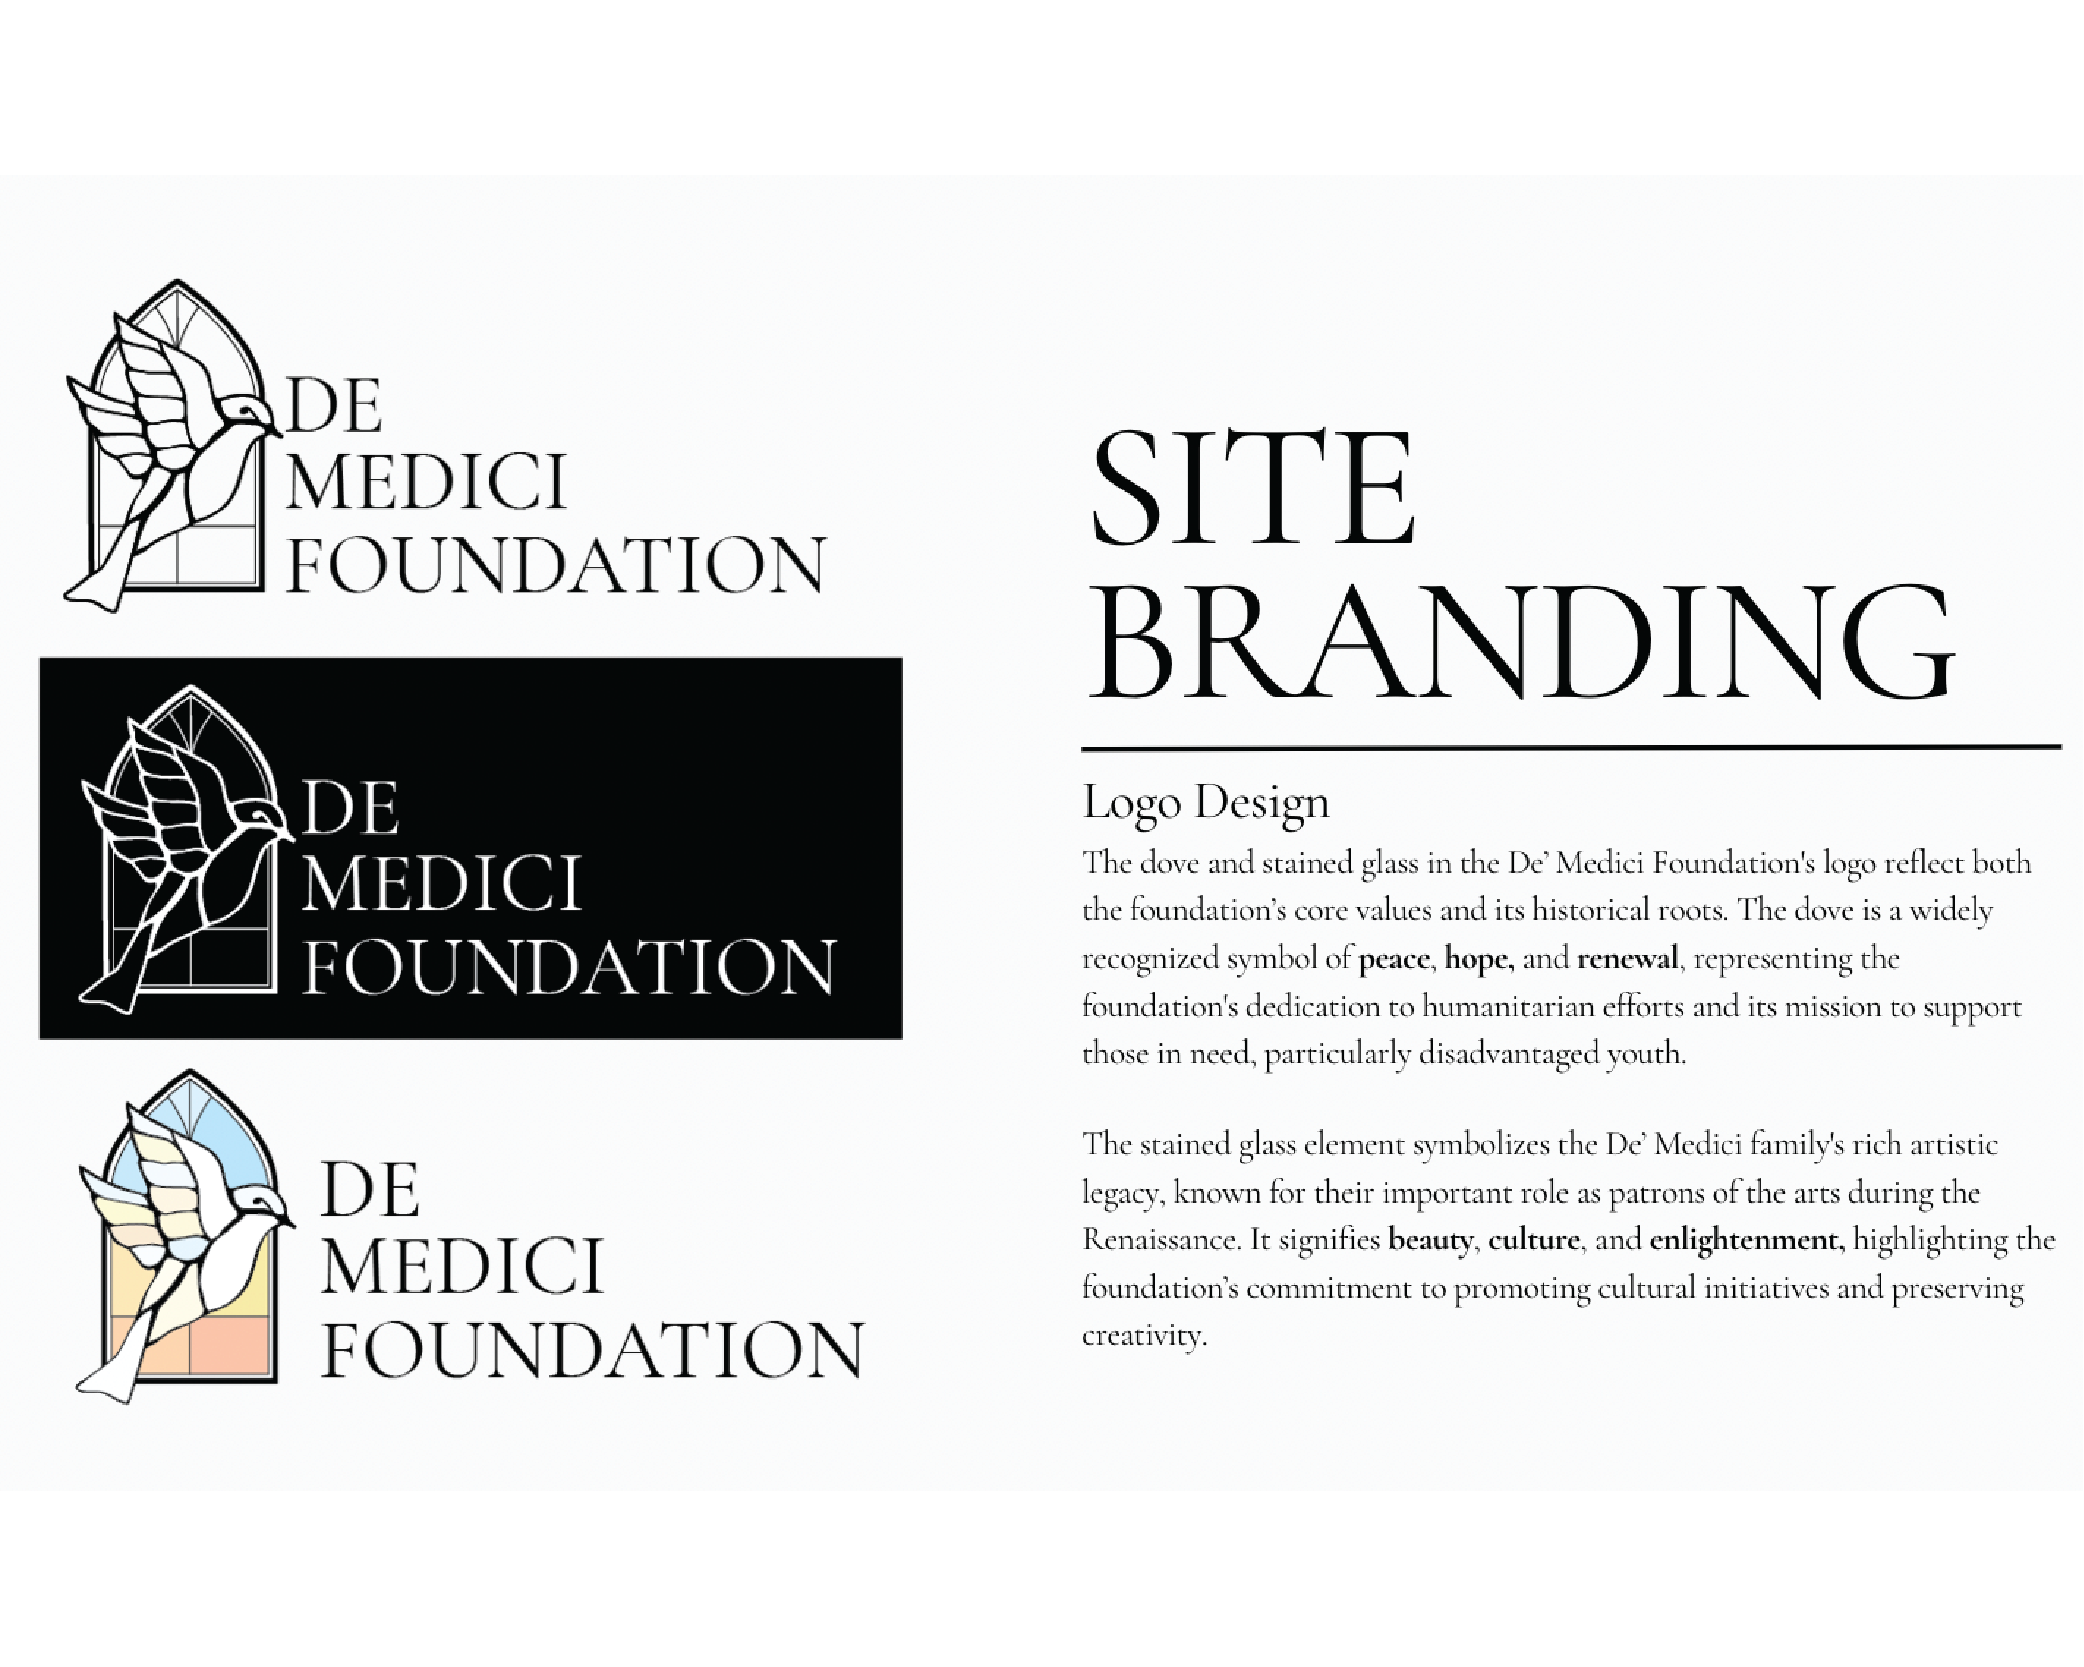 DE
MEDICI
FOUNDATION
DE
MEDICI
FOUNDATION
DE
MEDICI
FOUNDATION
SITE
BRANDING
Logo Design
The dove and stained glass in the De’ Medici Foundation's logo reflect both
the foundation’s core values and its historical roots. The dove is a widely
recognized symbol of peace, hope, and renewal, representing the
foundation's dedication to humanitarian efforts and its mission to support
those in need, particularly disadvantaged youth.
The stained glass element symbolizes the De’ Medici family's rich artistic
legacy, known for their important role as patrons of the arts during the
Renaissance. It signifies beauty, culture, and enlightenment, highlighting the
foundation’s commitment to promoting cultural initiatives and preserving
creativity.